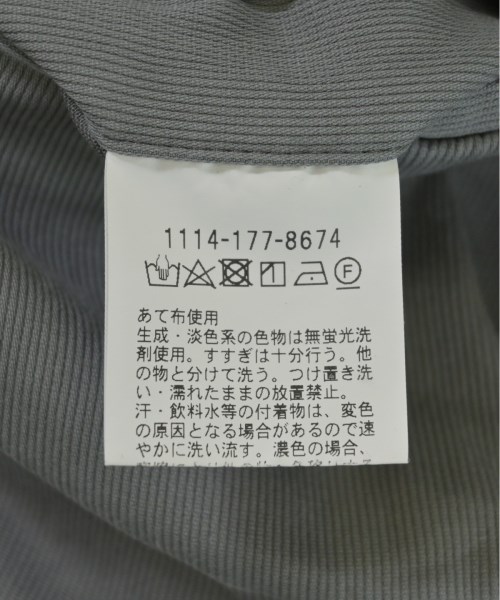 1114-177-8674
F
あて布使用
生成・淡色系の色物は無蛍光洗
剤使用。すすぎは十分行う。他
の物と分けて洗う。つけ置き洗
い・濡れたままの放置禁止。
汗・飲料水等の付着物は、変色
の原因となる場合があるので速
やかに洗い流す。濃色の場合、